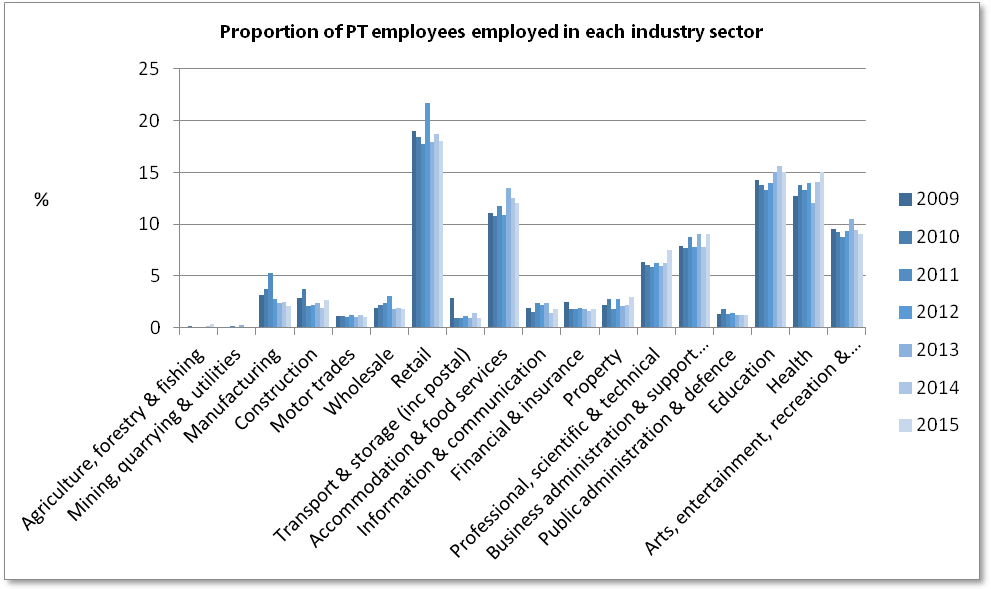 Proportion of PT employees employed in each industry sector
25
20
15
10
5
0
%
Agriculture, forestry & fishing
Mining, quarrying & utilities
Manufacturing
Construction
Motor trades
Wholesale
Retail
Transport & storage (inc postal)
Accommodation & food services
Information & communication
Financial & insurance
Property
Professional, scientific & technical
Business administration & support...
Public administration & defence
Education
Health
Arts, entertainment, recreation &...
2009
2010
2011
2012
2013
2014
2015